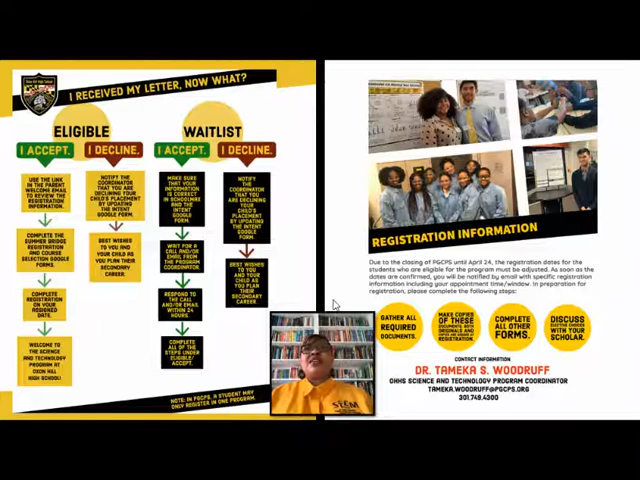 I RECEIVED MY LETTER, NOW WHAT?
ELIGIBLE
I ACCEPT.
I DECLINE.
USE THE LINK
IN THE PARENT
WELCOME EMAIL
TO REVIEW THE
REGISTRATION
INFORMATION.
COMPLETE THE
SUMMER BRIDGE
REGISTRATION
AND COURSE
SELECTION GOOGLE
FORMS.
COMPLETE
REGISTRATION
ON YOUR
ASSIGNED
DATE.
WELCOME TO
THE SCIENCE
AND
TECHNOLOGY
PROGRAM AT
OXON HILL
HIGH SCHOOL!
NOTIFY THE
COORDINATOR
THAT YOU ARE
DECLINING YOUR
CHILD'S PLACEMENT
BY UPDATING
THE INTENT
GOOGLE FORM.
BEST WISHES TO
YOU AND YOUR
CHILD AS YOU
PLAN THEIR
SECONDARY
CAREER.
WAITLIST
I ACCEPT.
I DECLINE.
MAKE SURE
THAT YOUR
INFORMATION
IS CORRECT
IN SCHOOLMAX
AND THE
INTENT
GOOGLE
FORM.
WAIT FOR A
CALL AND/OR
EMAIL FROM
THE PROGRAM
COORDINATOR.
RESPOND TO
THE CALL
AND/OR EMAIL
WITHIN 24
HOURS.
COMPLETE
ALL OF THE
STEPS UNDER
ELIGIBLE/
ACCEPT.
NOTIFY
THE
COORDINATOR
THAT YOU
ARE
DECLINING
YOUR
CHILD'S
PLACEMENT
BY UPDATING
THE INTENT
GOOGLE
FORM.
BEST WISHES
TO YOU AND
YOUR CHILD
AS YOU
PLAN THEIR
SECONDARY
CAREER.
NOTE: IN PGCPS, A STUDENT MAY
ONLY REGISTER IN ONE PROGRAM.
STEM
REGISTRATION INFORMATION
Due to the closing of PGCPS until April 24, the registration dates for the
students who are eligible for the program must be adjusted. As soon as the
dates are confirmed, you will be notified by email with specific registration
information including your appointment time/window. In preparation for
registration, please complete the following steps:
GATHER ALL
REQUIRED
DOCUMENTS.
MAKE COPIES
OF THESE
DOCUMENTS. BOTH
ORIGINALS AND
COPIES ARE NEEDED AT
REGISTRATION.
COMPLETE
ALL OTHER
FORMS.
DISCUSS
ELECTIVE CHOICES
WITH YOUR
SCHOLAR.
CONTACT INFORMATION
DR. TAMEKA S. WOODRUFF
OHHS SCIENCE AND TECHNOLOGY PROGRAM COORDINATOR
TAMEKA.WOODRUFF@PGCPS.ORG
301.749.4300